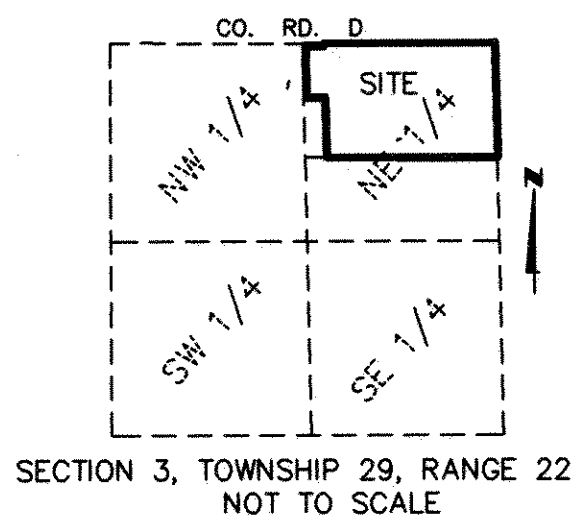 CO. RD. D
SITE
NW 1/4
NE 1/4
N
SW 1/4
SE 1/4
SECTION 3, TOWNSHIP 29, RANGE 22
NOT TO SCALE